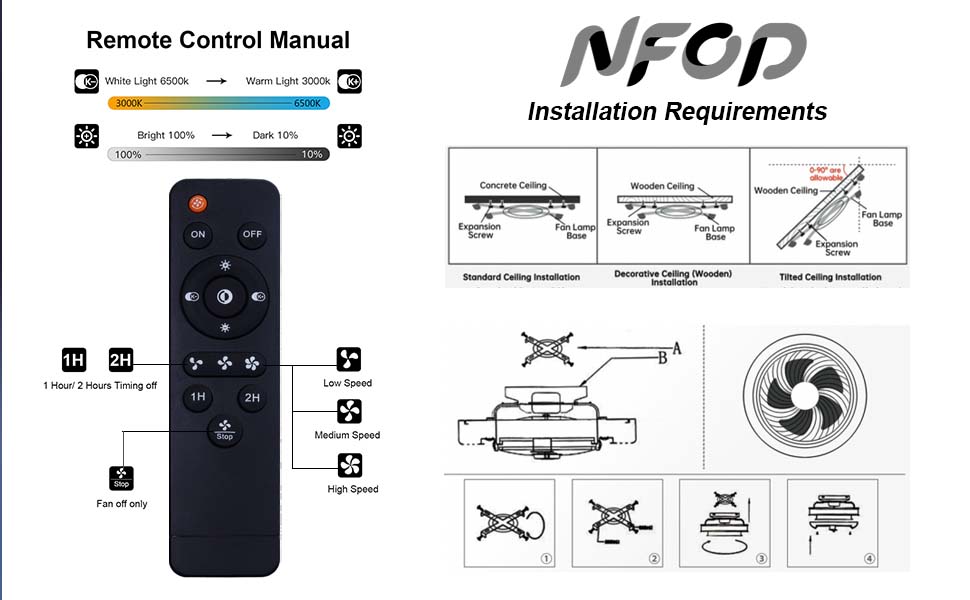 Remote Control Manual
White Light 6500k
Warm Light 3000k
3000K
6500K
Bright 100%
Dark 10%
100%
10%
ON
OFF
K-
K+
1H
2H
1 Hour/ 2 Hours Timing off
Low Speed
1H
2H
Medium Speed
Stop
High Speed
Stop
Fan off only
NFOD
Installation Requirements
Concrete Ceiling
Expansion
Screw
Fan Lamp
Base
Standard Ceiling Installation
Wooden Ceiling
Expansion
Screw
Fan Lamp
Base
Decorative Ceiling (Wooden)
Installation
0-90° are
allowable
Wooden Ceiling
Fan Lamp
Base
Expansion
Screw
Tilted Ceiling Installation
A
B
①
②
③
④